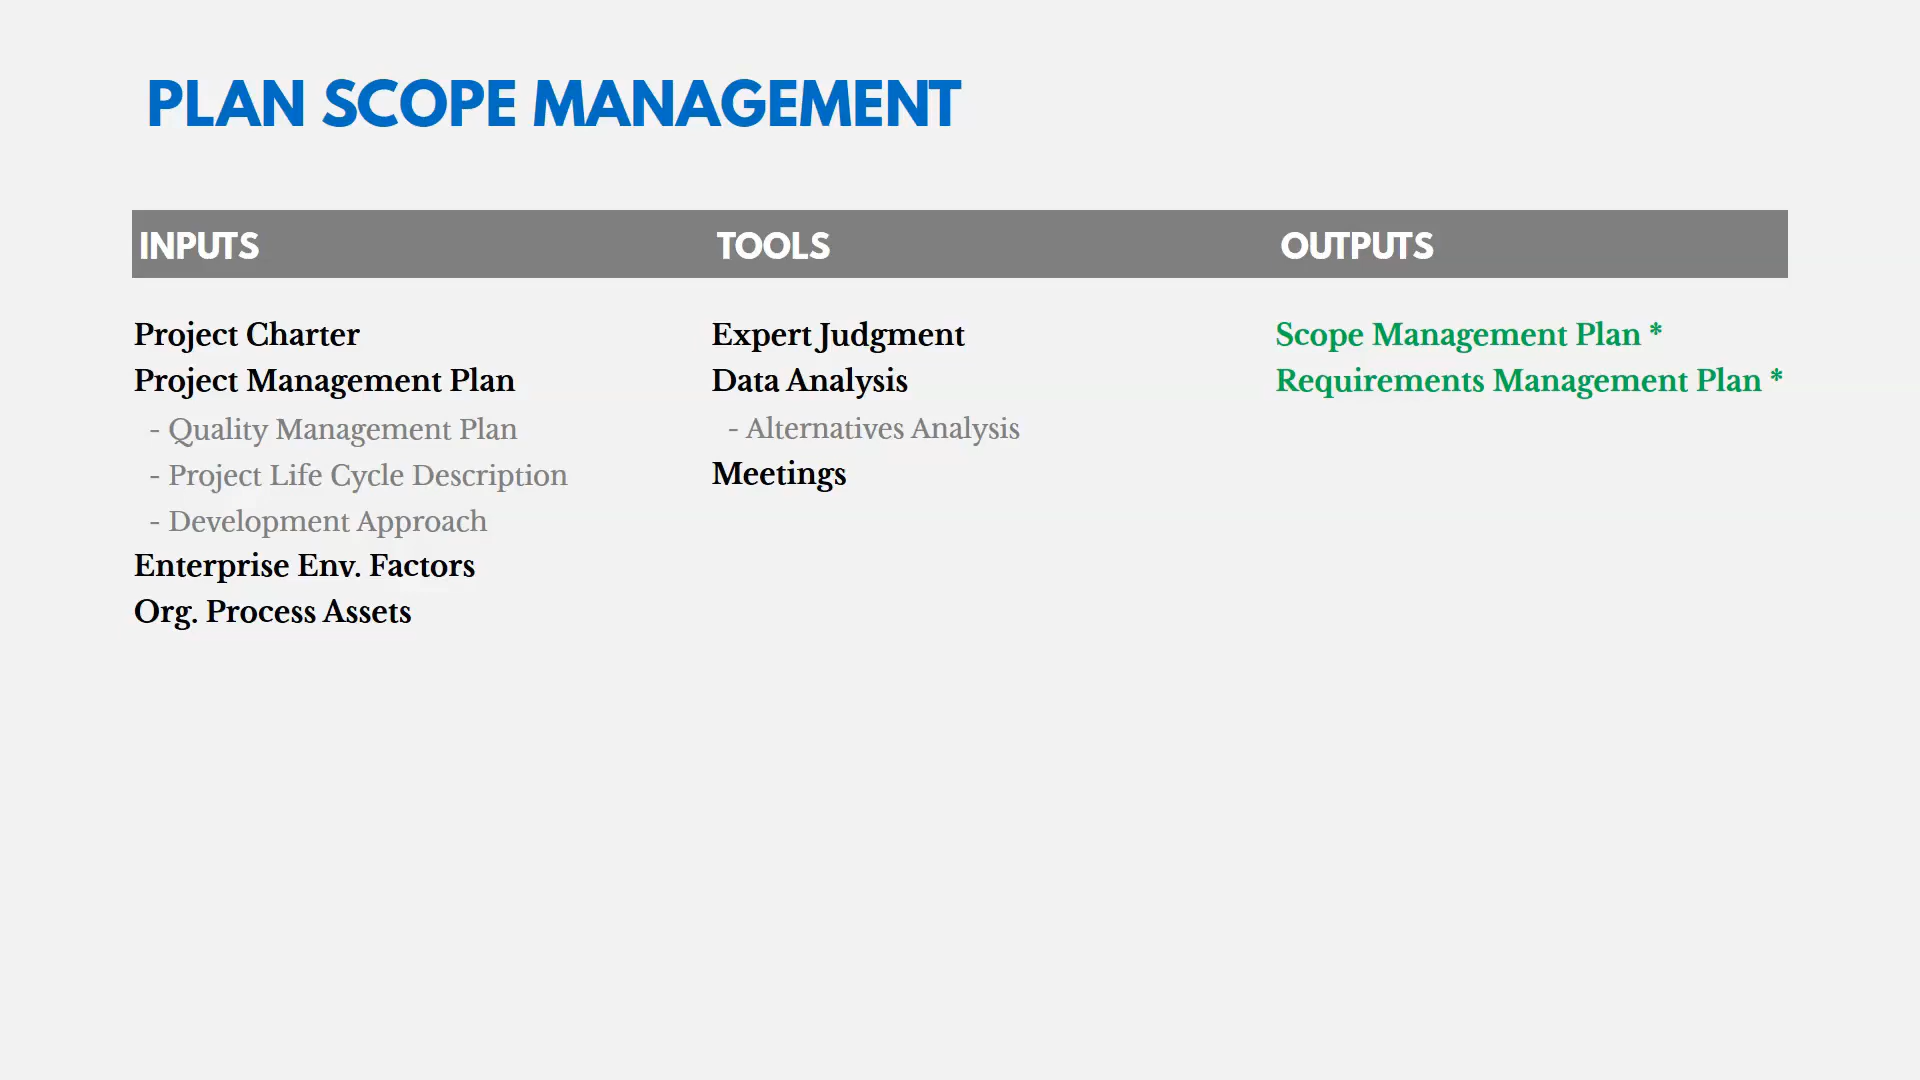 PLAN SCOPE MANAGEMENT
INPUTS
Project Charter
Project Management Plan
- Quality Management Plan
- Project Life Cycle Description
- Development Approach
Enterprise Env. Factors
Org. Process Assets
TOOLS
Expert Judgment
Data Analysis
- Alternatives Analysis
Meetings
OUTPUTS
Scope Management Plan *
Requirements Management Plan *